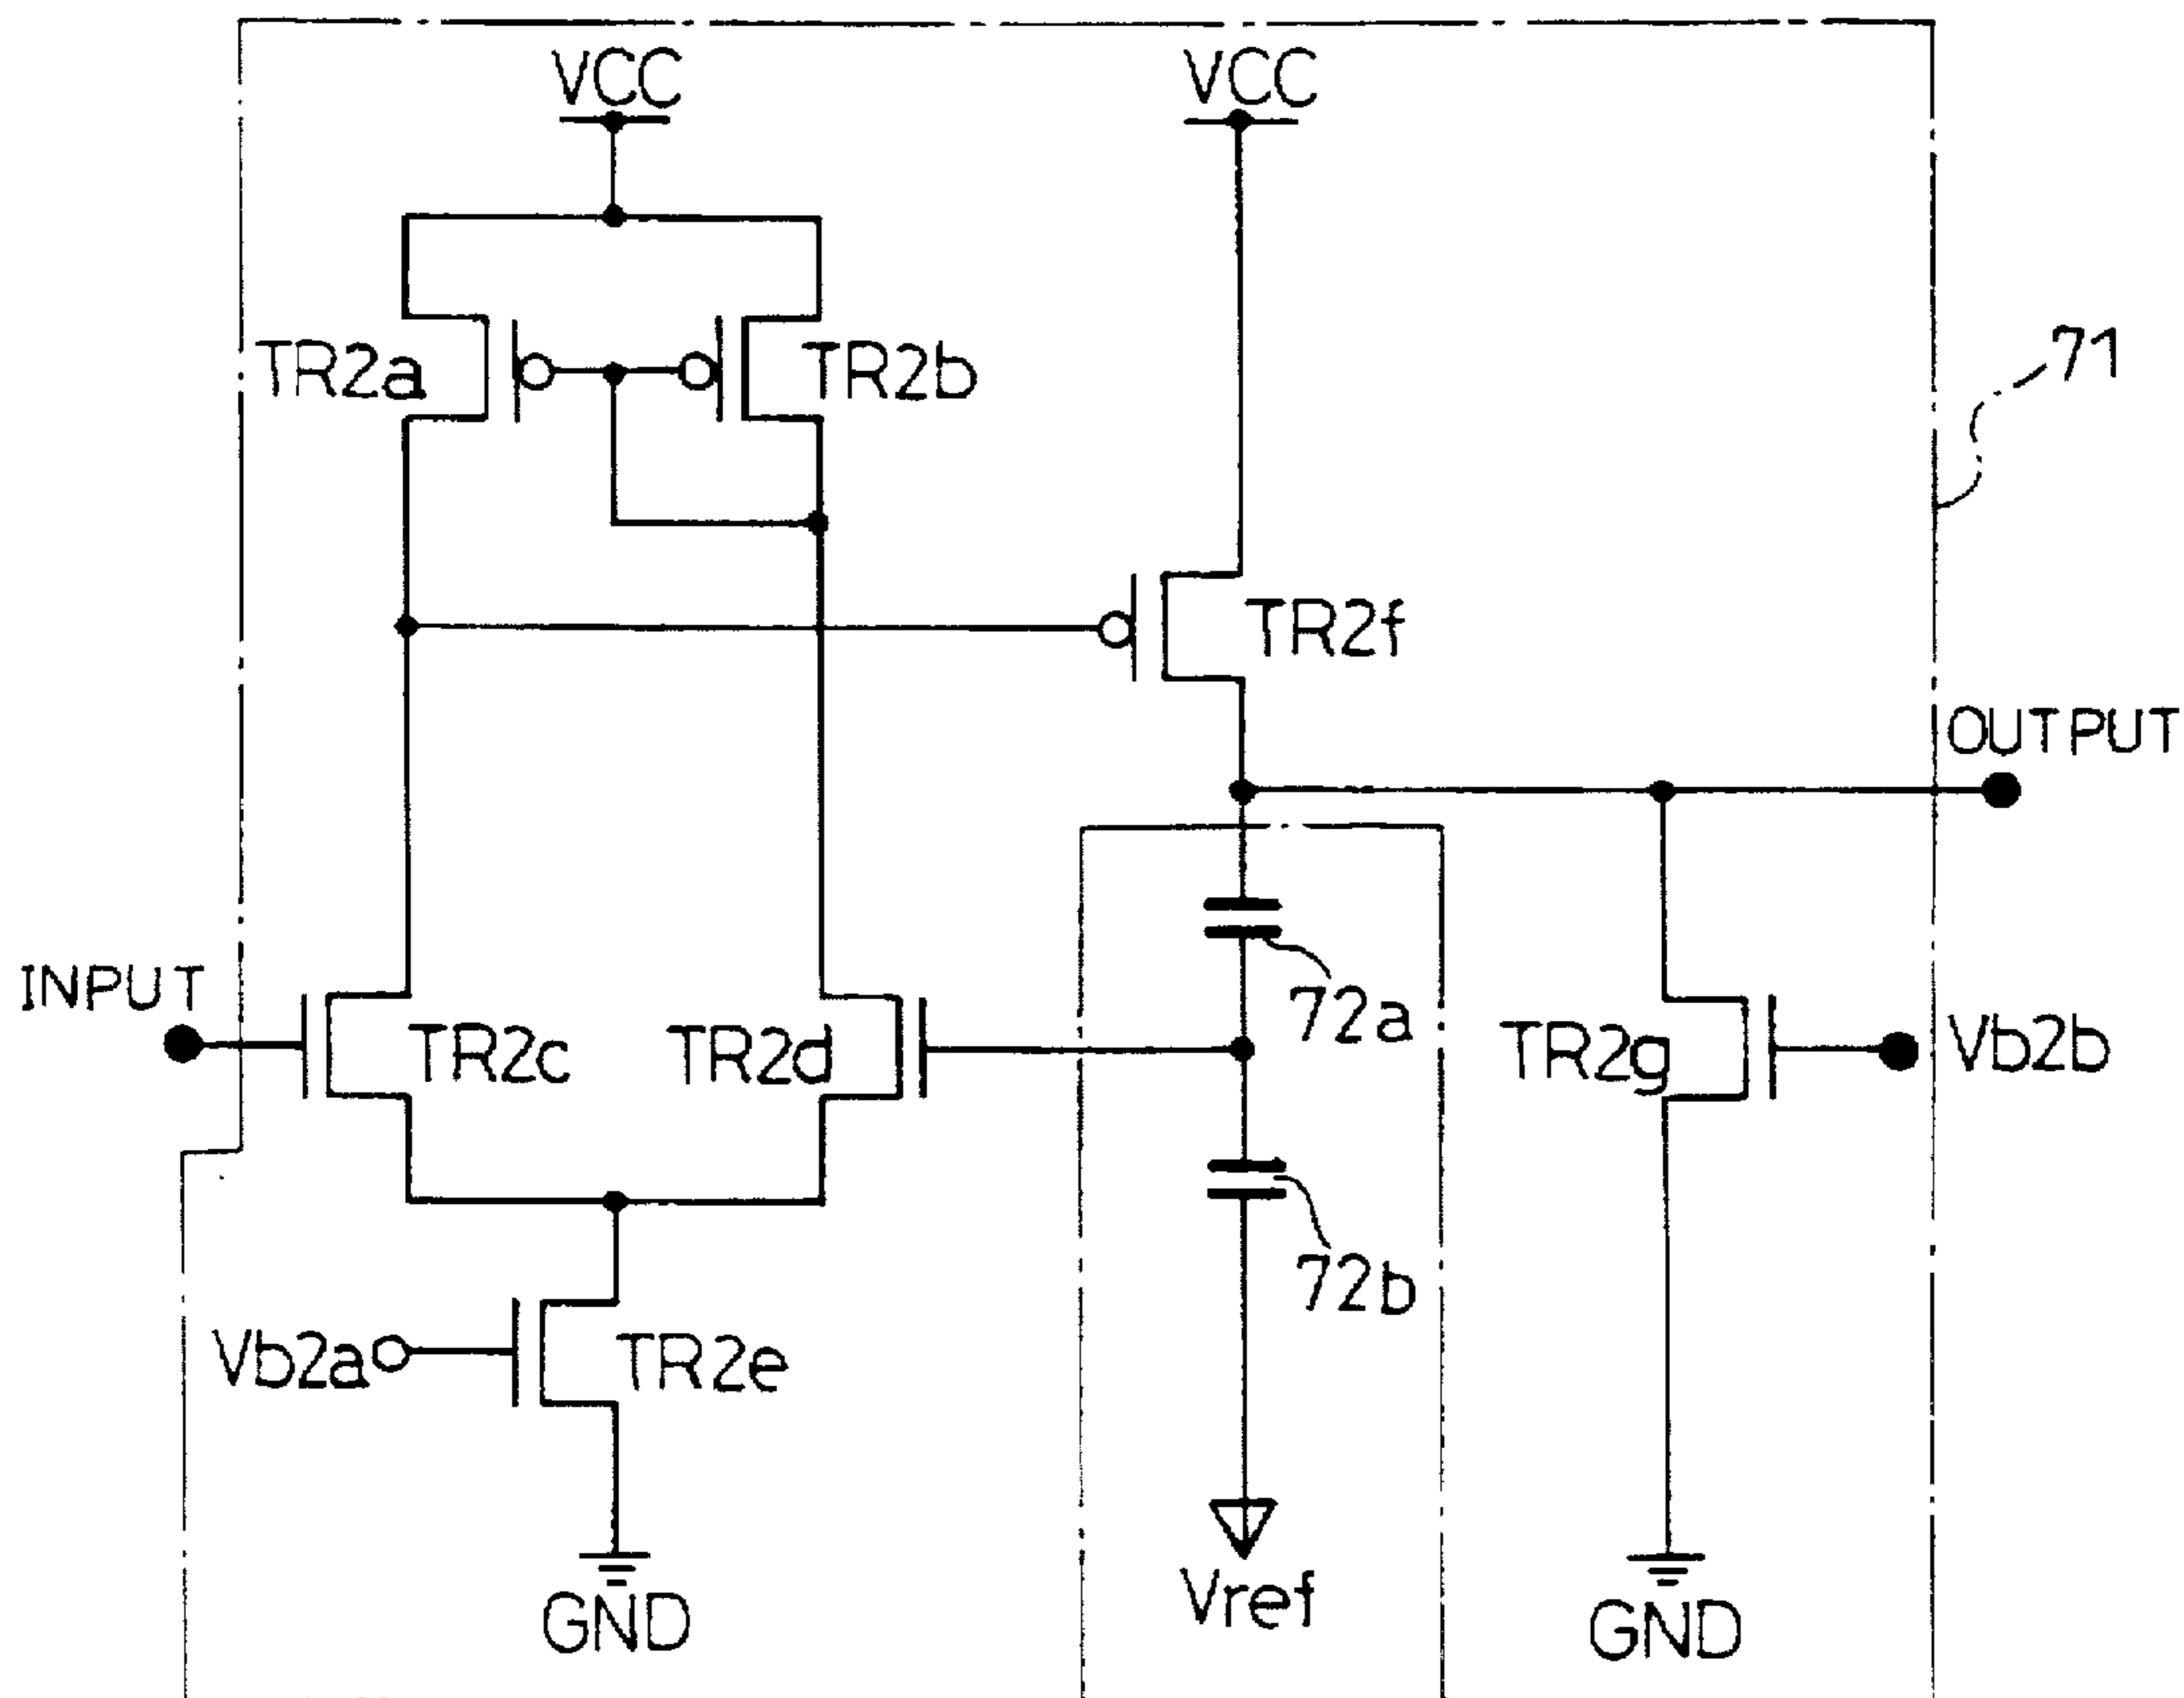 VCC
VCC
TR2a
TR2b
71
TR2f
OUTPUT
INPUT
TR2c
TR2d
72a
TR2g
Vb2b
72b
Vb2a
TR2e
Vref
GND
GND